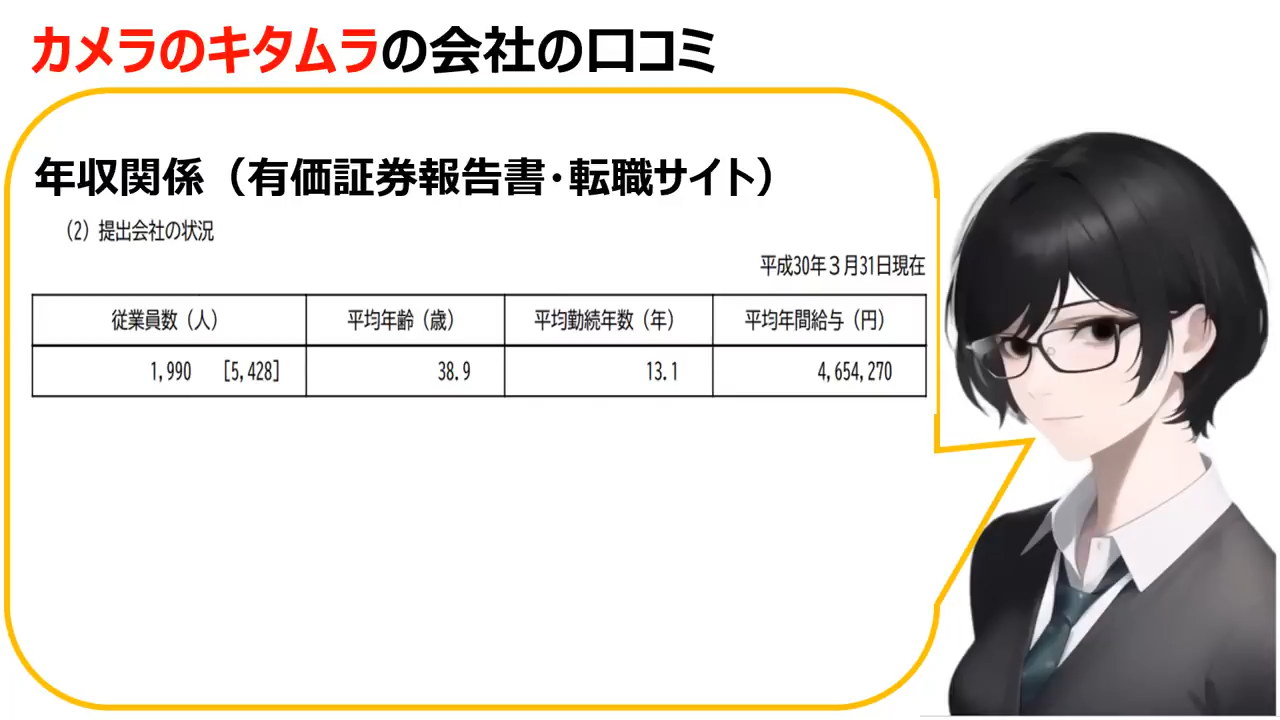 カメラのキタムラの会社の口コミ
年収関係（有価証券報告書・転職サイト）
（2）提出会社の状況
平成30年３月31日現在
従業員数（人） 平均年齢（歳） 平均勤続年数（年） 平均年間給与（円）
1,990 ［5,428］ 38.9 13.1 4,654,270